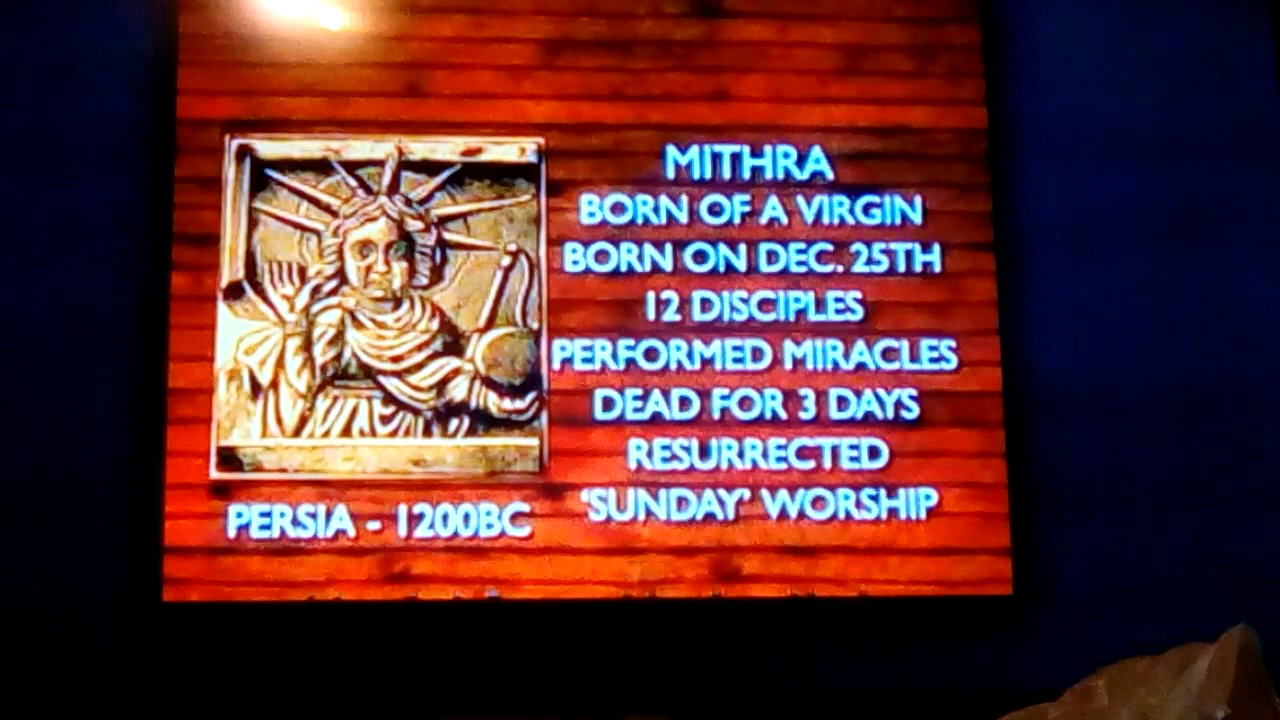 MITHRA
BORN OF A VIRGIN
BORN ON DEC. 25TH
12 DISCIPLES
PERFORMED MIRACLES
DEAD FOR 3 DAYS
RESURRECTED
'SUNDAY' WORSHIP
PERSIA - 1200BC